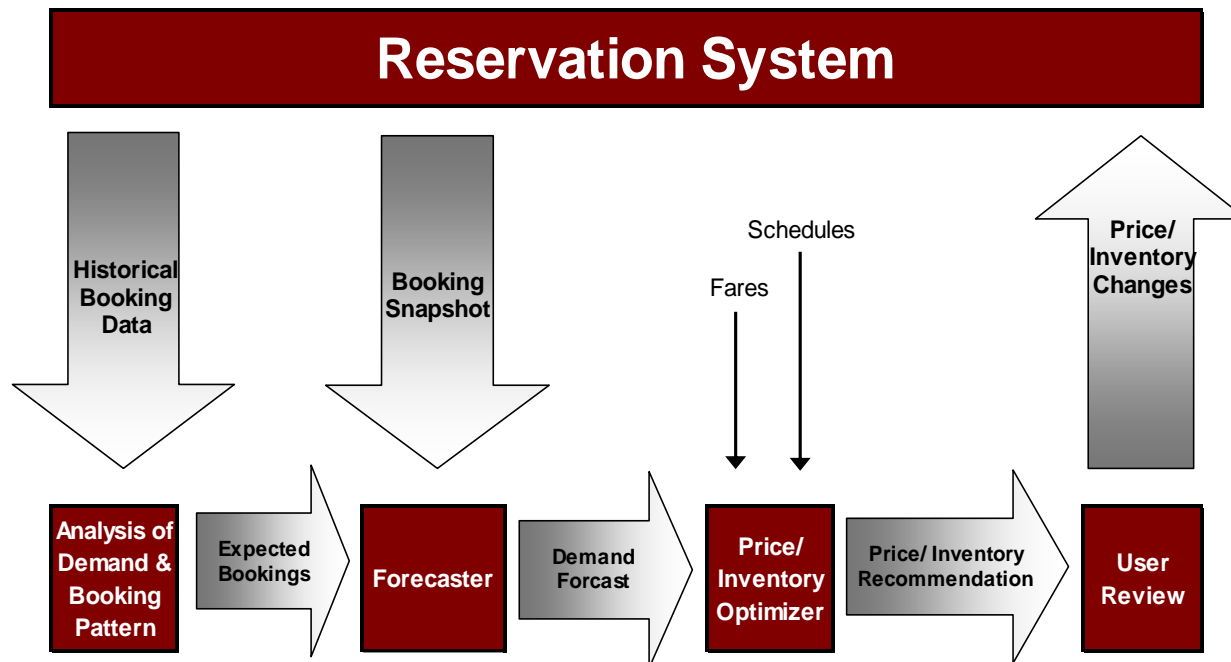 Reservation System
Historical
Booking
Data
Booking
Snapshot
Schedules
Fares
Price/
Inventory
Changes
Analysis of
Demand &
Booking
Pattern
Expected
Bookings
Forecaster
Demand
Forcast
Price/
Inventory
Optimizer
Price/ Inventory
Recommendation
User
Review